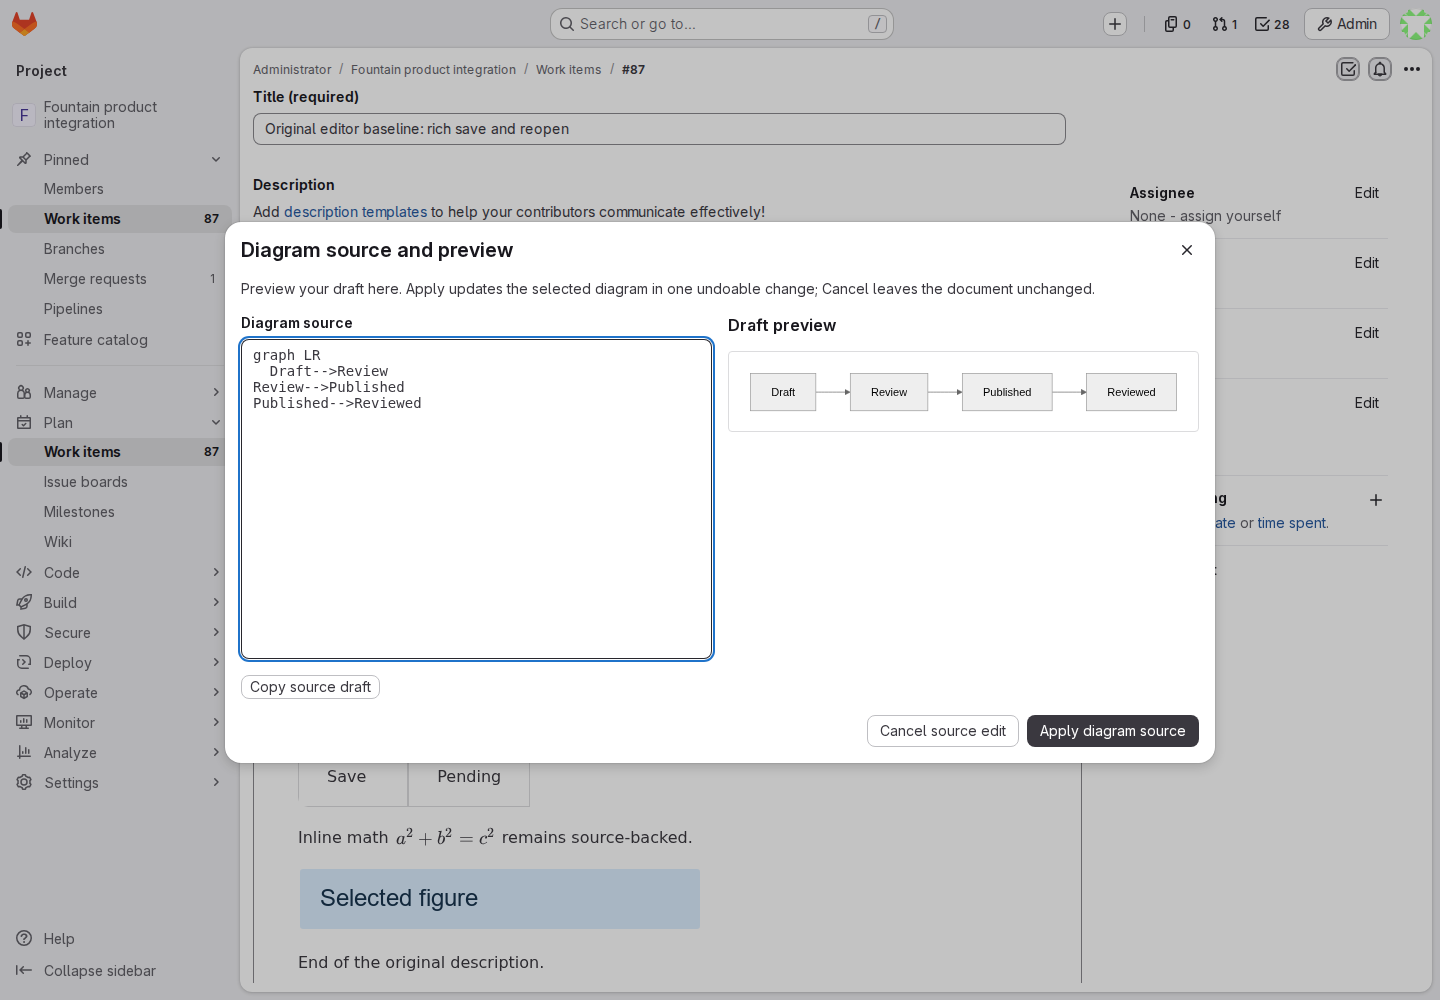 Search or go to...
/
0
1
28
Admin
Project
F
Fountain product integration
Pinned
Members
Work items 87
Branches
Merge requests 1
Pipelines
Feature catalog
Manage
Plan
Work items 87
Issue boards
Milestones
Wiki
Code
Build
Secure
Deploy
Operate
Monitor
Analyze
Settings
Help
Collapse sidebar
Administrator / Fountain product integration / Work items / #87
Title (required)
Original editor baseline: rich save and reopen
Description
Add description templates to help your contributors communicate effectively!
Assignee Edit
None - assign yourself
Edit
Edit
Edit
or time spent.
Diagram source and preview
Preview your draft here. Apply updates the selected diagram in one undoable change; Cancel leaves the document unchanged.
Diagram source
graph LR
  Draft-->Review
Review-->Published
Published-->Reviewed
Draft preview
Draft
Review
Published
Reviewed
Copy source draft
Cancel source edit
Apply diagram source
Save Pending
Inline math a² + b² = c² remains source-backed.
Selected figure
End of the original description.